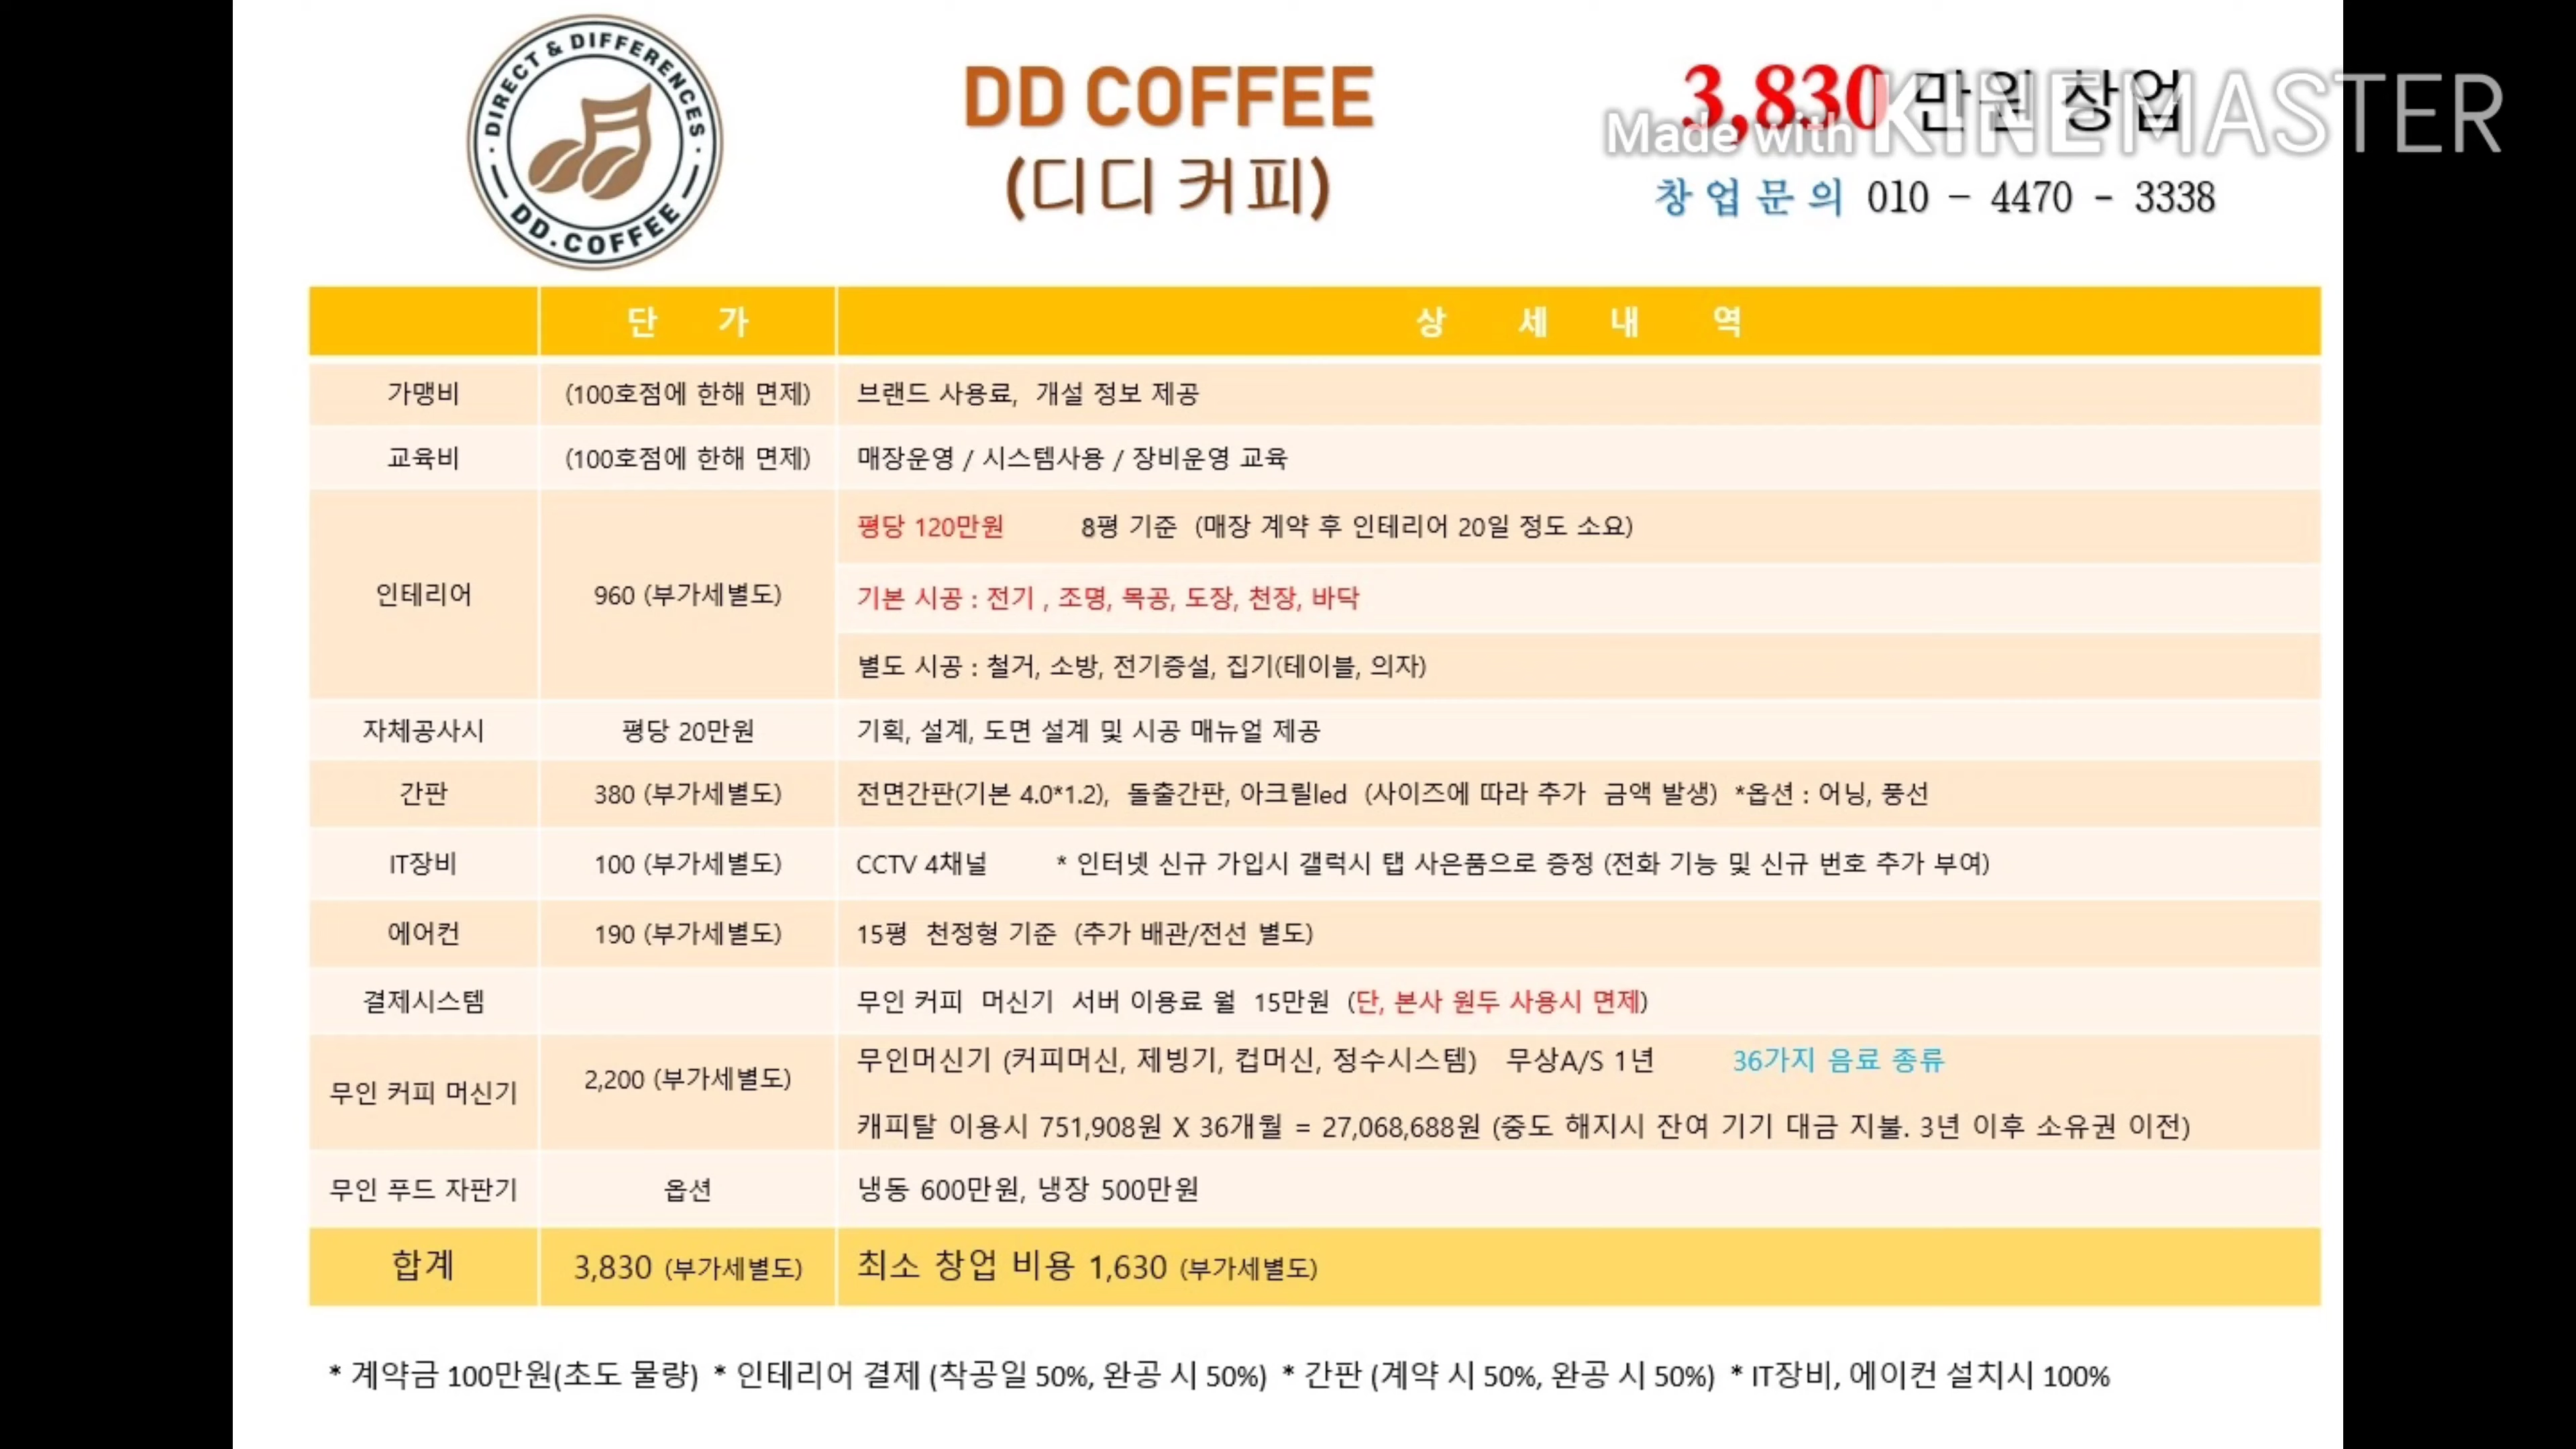 · DIRECT & DIFFERENCES ·
DD.COFFEE
DD COFFEE
(디디 커피)
3,830 만원 창업
Made with KINEMASTER
창 업 문 의 010 – 4470 - 3338
단 가 상 세 내 역
가맹비 (100호점에 한해 면제) 브랜드 사용료, 개설 정보 제공
교육비 (100호점에 한해 면제) 매장운영 / 시스템사용 / 장비운영 교육
인테리어 960 (부가세별도) 평당 120만원 8평 기준 (매장 계약 후 인테리어 20일 정도 소요)
기본 시공 : 전기 , 조명, 목공, 도장, 천장, 바닥
별도 시공 : 철거, 소방, 전기증설, 집기(테이블, 의자)
자체공사시 평당 20만원 기획, 설계, 도면 설계 및 시공 매뉴얼 제공
간판 380 (부가세별도) 전면간판(기본 4.0*1.2), 돌출간판, 아크릴led (사이즈에 따라 추가 금액 발생) *옵션 : 어닝, 풍선
IT장비 100 (부가세별도) CCTV 4채널 * 인터넷 신규 가입시 갤럭시 탭 사은품으로 증정 (전화 기능 및 신규 번호 추가 부여)
에어컨 190 (부가세별도) 15평 천정형 기준 (추가 배관/전선 별도)
결제시스템 무인 커피 머신기 서버 이용료 월 15만원 (단, 본사 원두 사용시 면제)
무인 커피 머신기 2,200 (부가세별도) 무인머신기 (커피머신, 제빙기, 컵머신, 정수시스템) 무상A/S 1년 36가지 음료 종류
캐피탈 이용시 751,908원 X 36개월 = 27,068,688원 (중도 해지시 잔여 기기 대금 지불. 3년 이후 소유권 이전)
무인 푸드 자판기 옵션 냉동 600만원, 냉장 500만원
합계 3,830 (부가세별도) 최소 창업 비용 1,630 (부가세별도)
* 계약금 100만원(초도 물량) * 인테리어 결제 (착공일 50%, 완공 시 50%) * 간판 (계약 시 50%, 완공 시 50%) * IT장비, 에이컨 설치시 100%